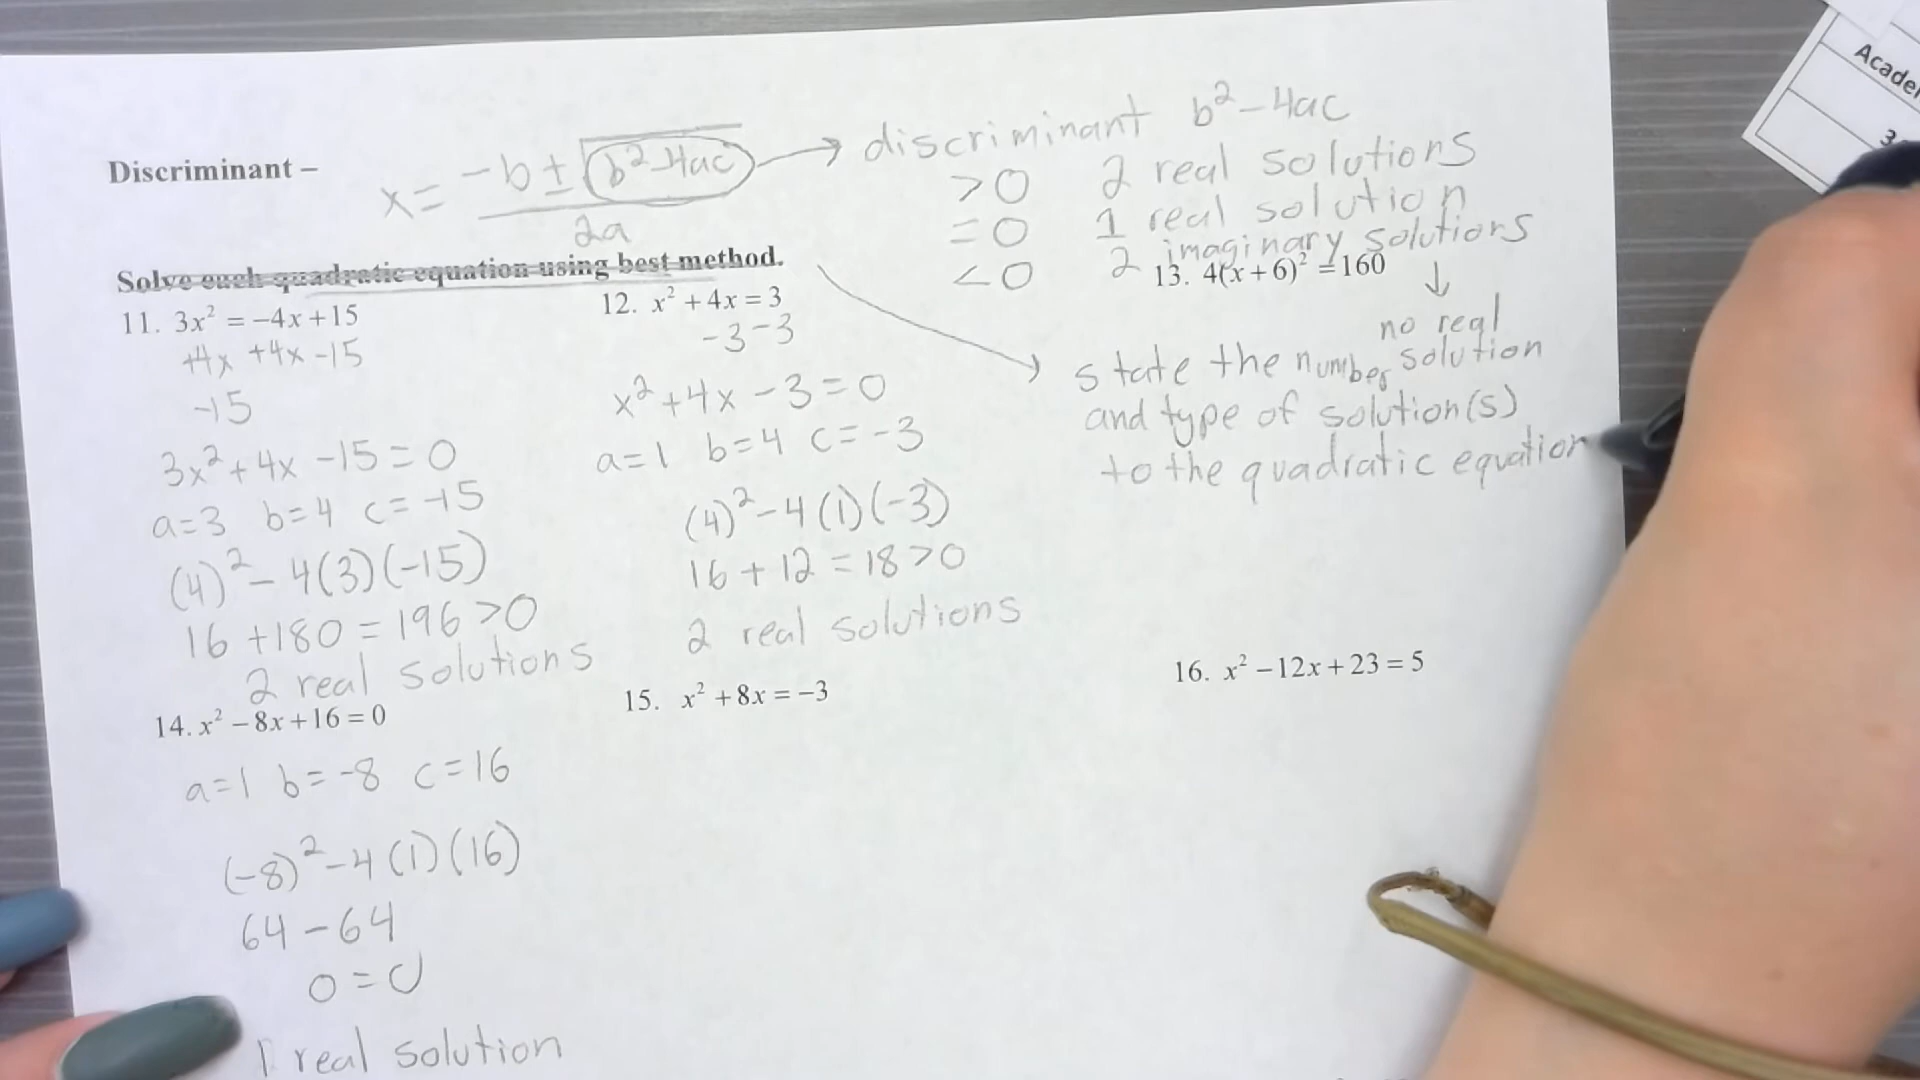 Acade
3
Discriminant –
x = -b ± √b² - 4ac / 2a → discriminant b² - 4ac
>0 2 real solutions
=0 1 real solution
<0 2 imaginary solutions
↓
no real
solution
Solve each quadratic equation using best method.
→ state the number
and type of solution(s)
to the quadratic equation
11. 3x² = −4x + 15
+4x +4x -15
-15
3x² + 4x - 15 = 0
a=3 b=4 c=-15
(4)² - 4(3)(-15)
16 + 180 = 196 > 0
2 real solutions
12. x² + 4x = 3
-3 -3
x² + 4x - 3 = 0
a=1 b=4 c=-3
(4)² - 4(1)(-3)
16 + 12 = 18 > 0
2 real solutions
13. 4(x + 6)² = 160
14. x² − 8x + 16 = 0
a=1 b=-8 c=16
(-8)² - 4(1)(16)
64 - 64
0 = 0
1 real solution
15. x² + 8x = −3
16. x² − 12x + 23 = 5